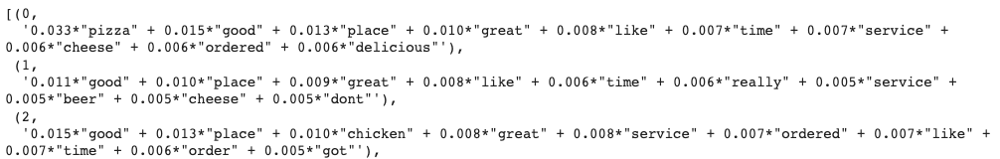 [(0,
'0.033*"pizza" + 0.015*"good" + 0.013*"place" + 0.010*"great" + 0.008*"like" + 0.007*"time" + 0.007*"service" +
0.006*"cheese" + 0.006*"ordered" + 0.006*"delicious"'),
(1,
'0.011*"good" + 0.010*"place" + 0.009*"great" + 0.008*"like" + 0.006*"time" + 0.006*"really" + 0.005*"service" +
0.005*"beer" + 0.005*"cheese" + 0.005*"dont"'),
(2,
'0.015*"good" + 0.013*"place" + 0.010*"chicken" + 0.008*"great" + 0.008*"service" + 0.007*"ordered" + 0.007*"like" +
0.007*"time" + 0.006*"order" + 0.005*"got"'),